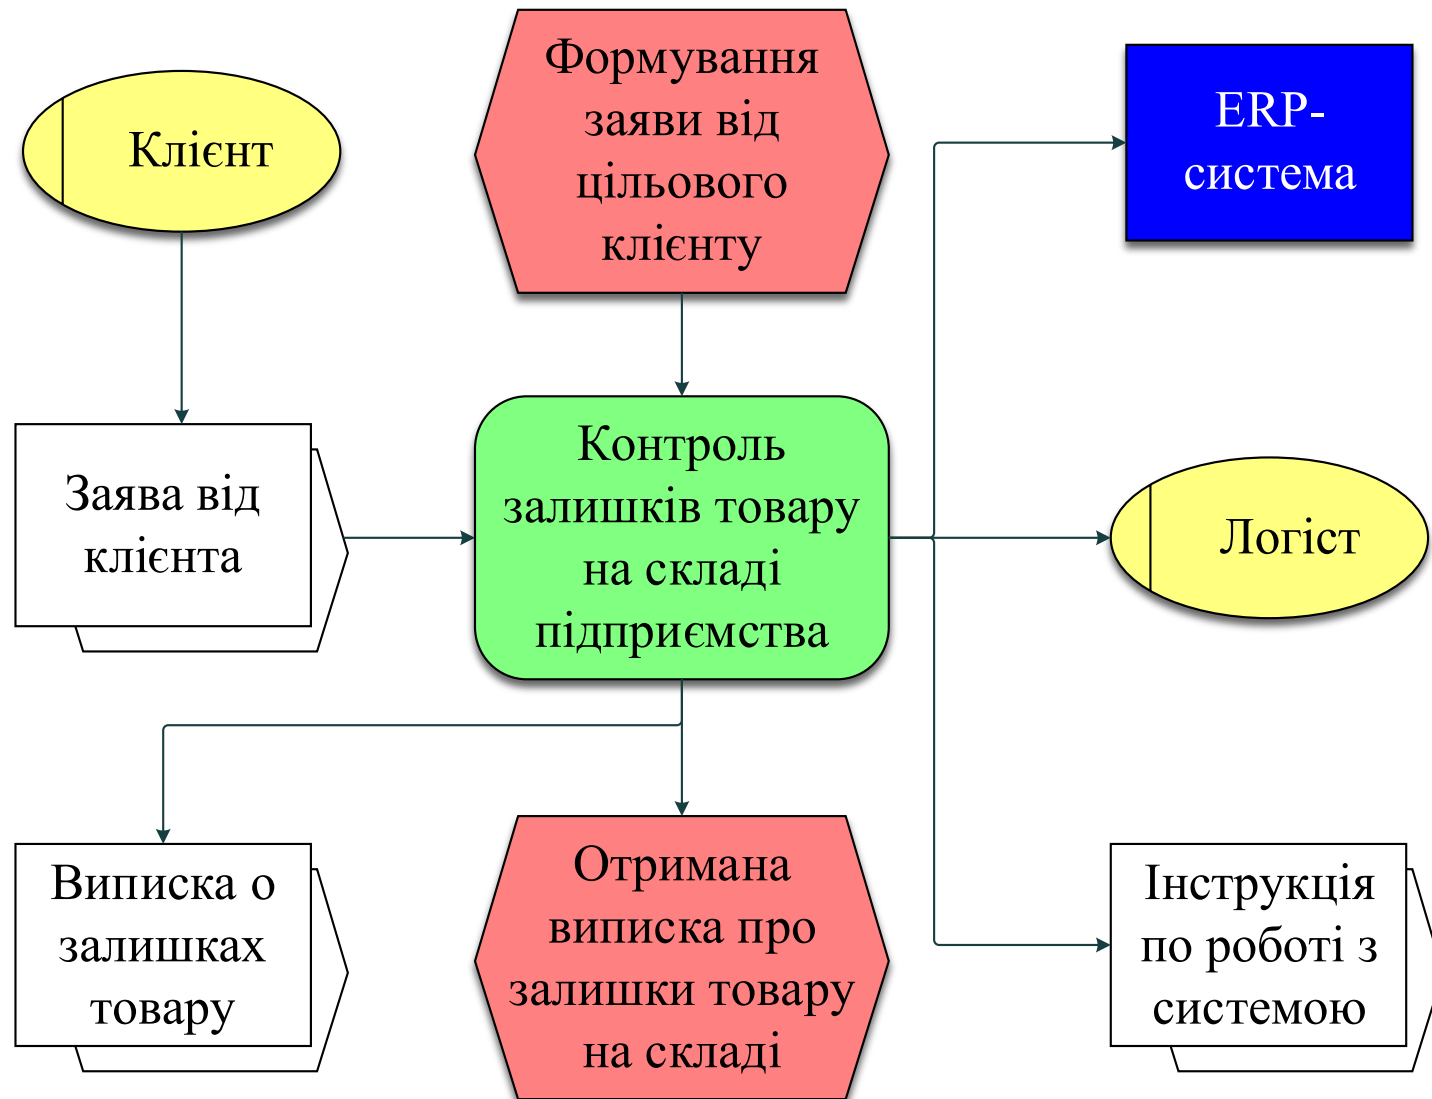 Клієнт
Формування
заяви від
цільового
клієнту
ERP-
система
Заява від
клієнта
Контроль
залишків товару
на складі
підприємства
Логіст
Виписка о
залишках
товару
Отримана
виписка про
залишки товару
на складі
Інструкція
по роботі з
системою